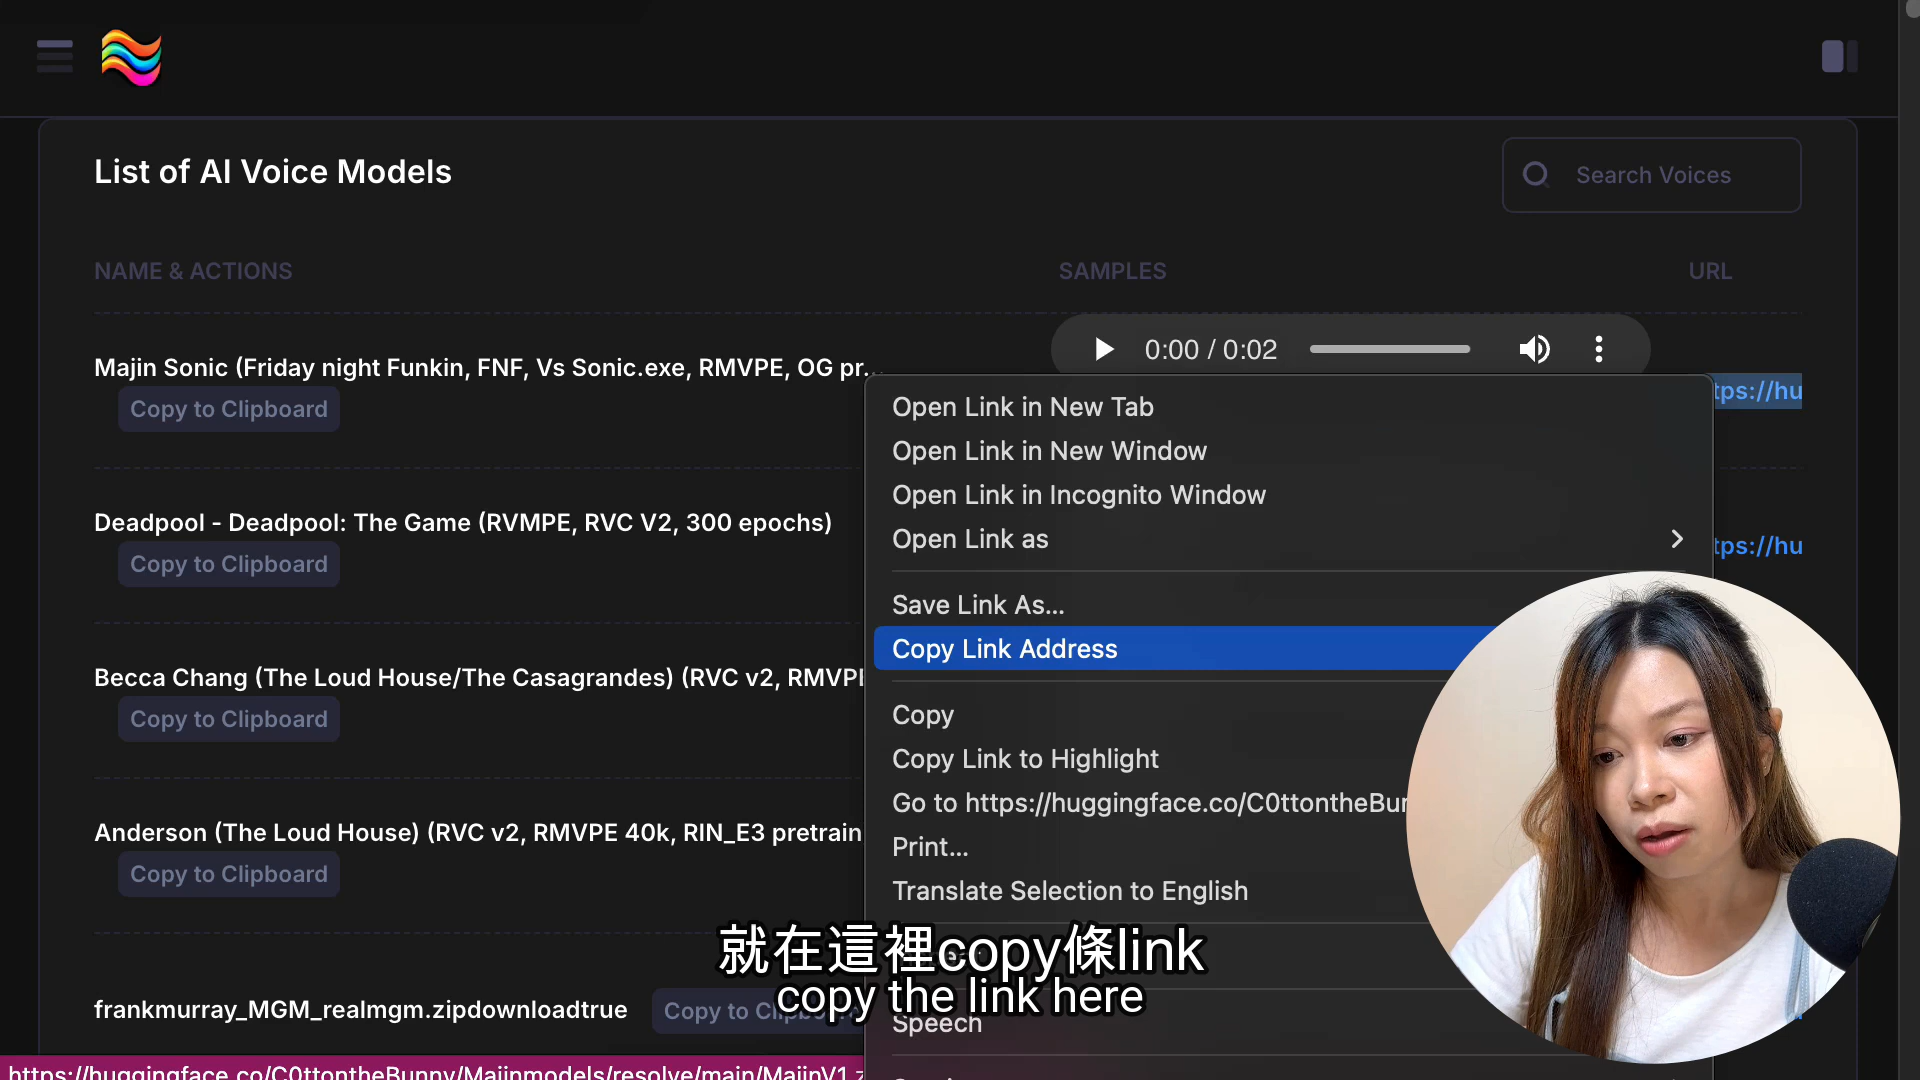 List of AI Voice Models
Search Voices
NAME & ACTIONS
SAMPLES
URL
Majin Sonic (Friday night Funkin, FNF, Vs Sonic.exe, RMVPE, OG pr...
0:00 / 0:02
Copy to Clipboard
tps://hu
Deadpool - Deadpool: The Game (RVMPE, RVC V2, 300 epochs)
Copy to Clipboard
tps://hu
Becca Chang (The Loud House/The Casagrandes) (RVC v2, RMVPE
Copy to Clipboard
Anderson (The Loud House) (RVC v2, RMVPE 40k, RIN_E3 pretrain
Copy to Clipboard
frankmurray_MGM_realmgm.zipdownloadtrue
Copy to
Open Link in New Tab
Open Link in New Window
Open Link in Incognito Window
Open Link as
Save Link As...
Copy Link Address
Copy
Copy Link to Highlight
Go to https://huggingface.co/C0ttontheBun
Print...
Translate Selection to English
Speech
就在這裡copy條link
copy the link here
https://huggingface.co/C0ttontheBunny/Majinmodels/resolve/main/MajinV1.z